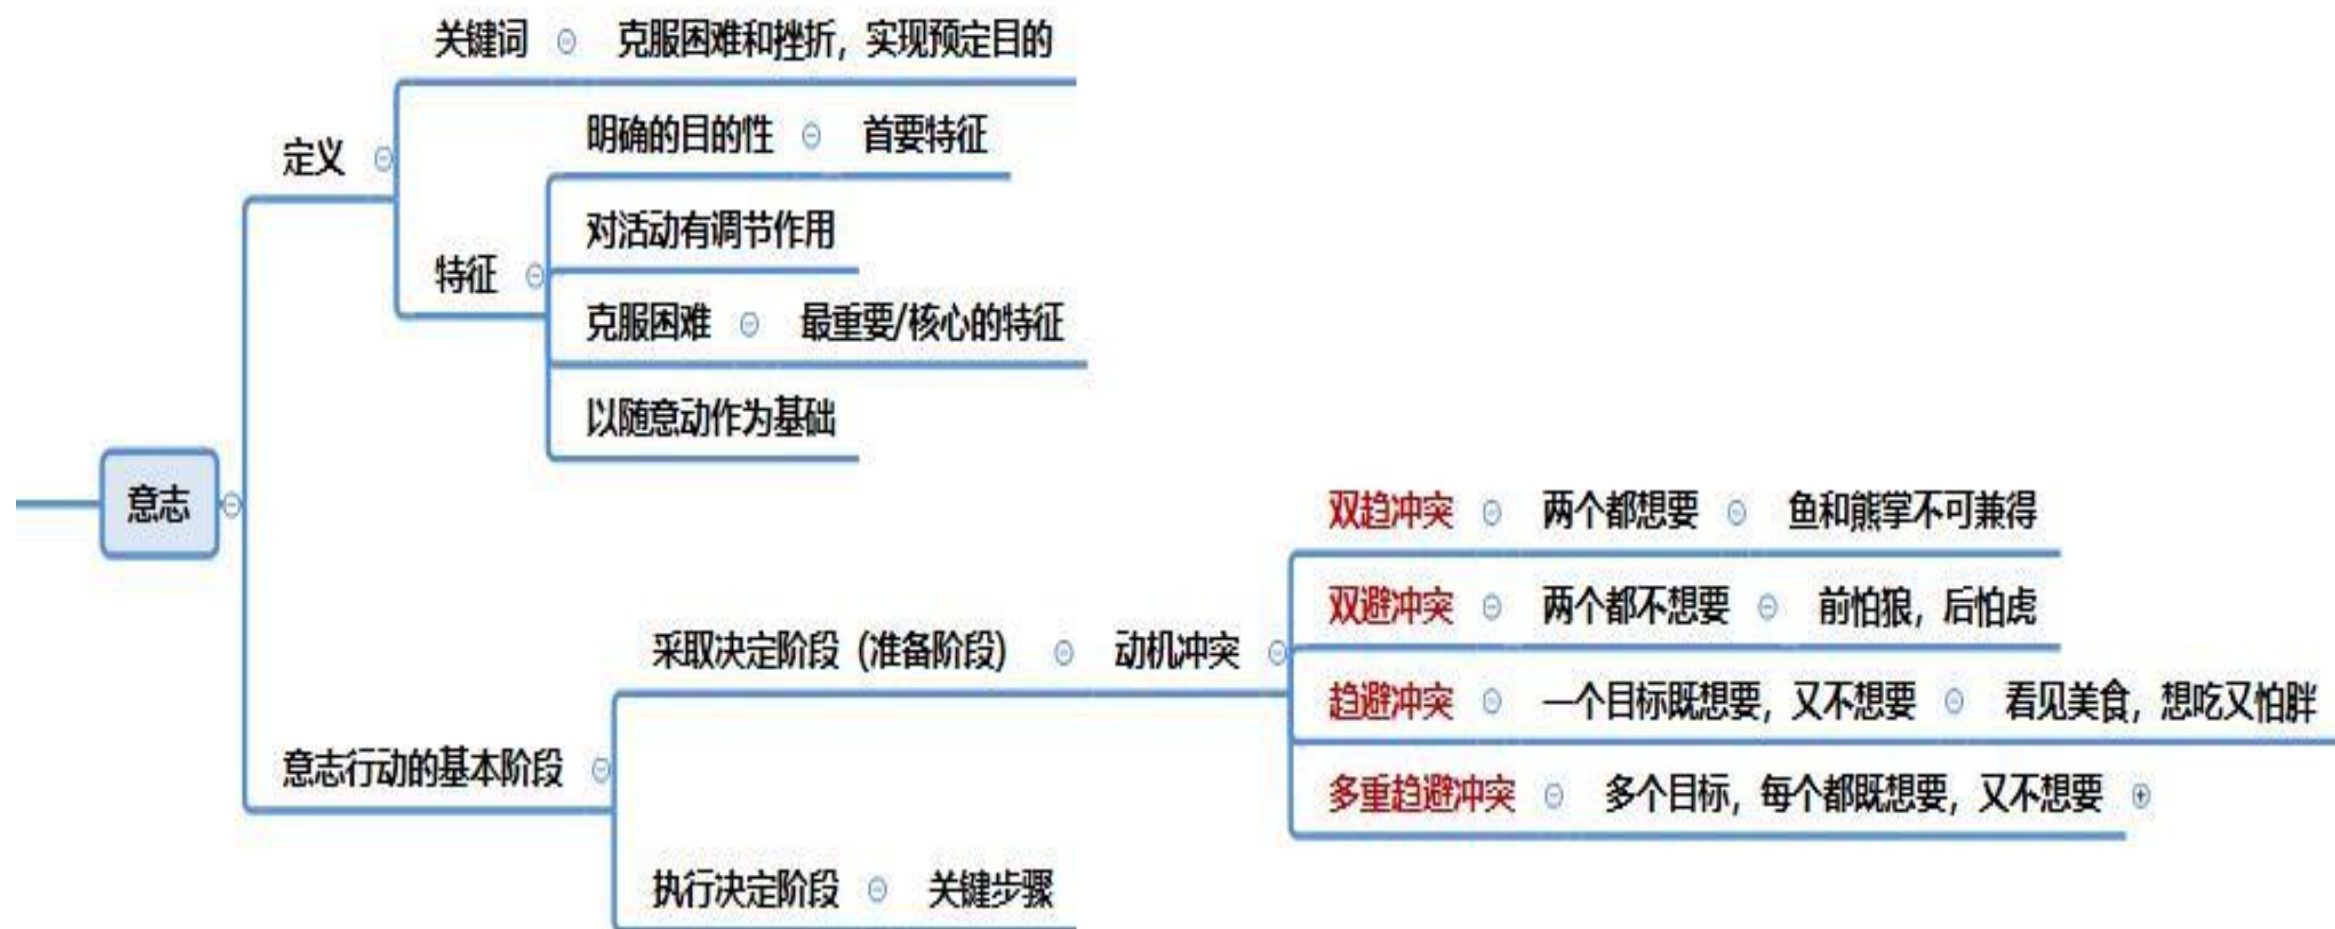 关键词 克服困难和挫折，实现预定目的
明确的目的性 首要特征
定义
对活动有调节作用
特征
克服困难 最重要/核心的特征
以随意动作为基础
意志
双趋冲突 两个都想要 鱼和熊掌不可兼得
双避冲突 两个都不想要 前怕狼，后怕虎
采取决定阶段（准备阶段） 动机冲突
趋避冲突 一个目标既想要，又不想要 看见美食，想吃又怕胖
意志行动的基本阶段
多重趋避冲突 多个目标，每个都既想要，又不想要
执行决定阶段 关键步骤